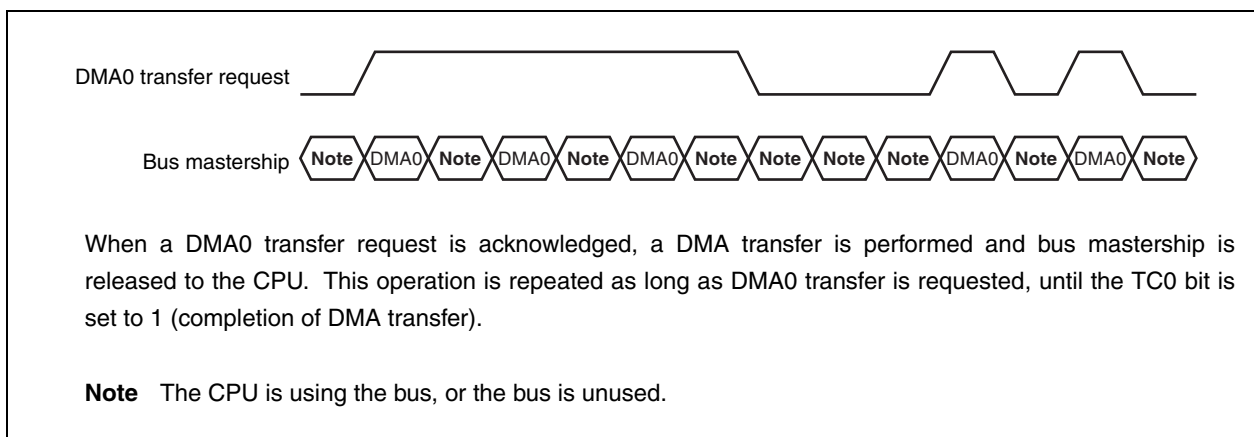 DMA0 transfer request
Bus mastership Note DMA0 Note DMA0 Note DMA0 Note Note Note Note DMA0 Note DMA0 Note
When a DMA0 transfer request is acknowledged, a DMA transfer is performed and bus mastership is
released to the CPU. This operation is repeated as long as DMA0 transfer is requested, until the TC0 bit is
set to 1 (completion of DMA transfer).
Note The CPU is using the bus, or the bus is unused.